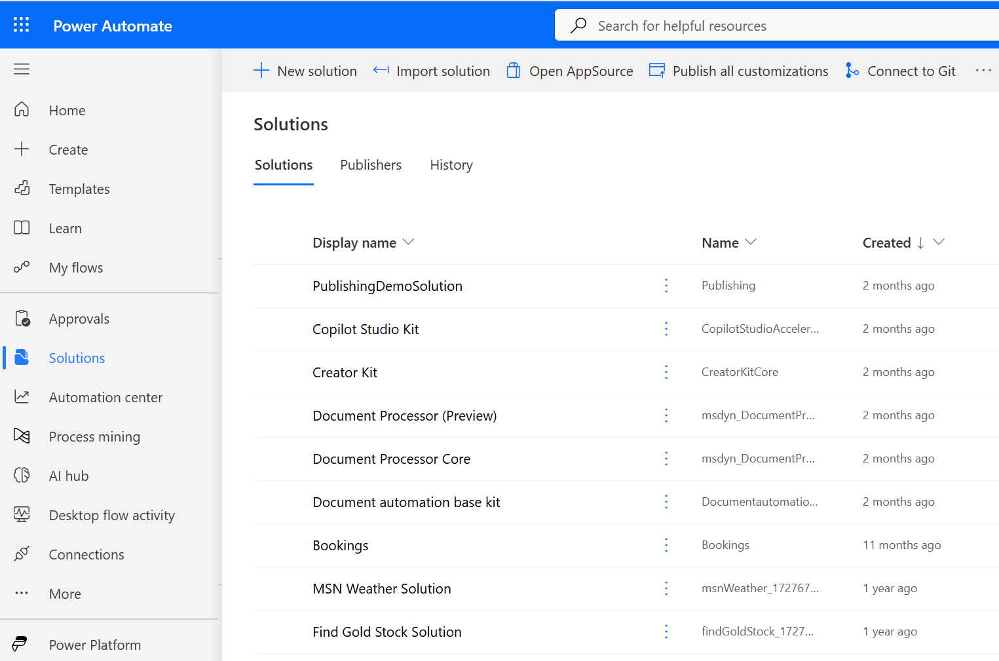 Power Automate
Search for helpful resources
New solution
Import solution
Open AppSource
Publish all customizations
Connect to Git
Home
Create
Templates
Learn
My flows
Approvals
Solutions
Automation center
Process mining
AI hub
Desktop flow activity
Connections
More
Power Platform
Solutions
Solutions Publishers History
Display name Name Created
PublishingDemoSolution Publishing 2 months ago
Copilot Studio Kit CopilotStudioAcceler... 2 months ago
Creator Kit CreatorKitCore 2 months ago
Document Processor (Preview) msdyn_DocumentPr... 2 months ago
Document Processor Core msdyn_DocumentPr... 2 months ago
Document automation base kit Documentautomatio... 2 months ago
Bookings Bookings 11 months ago
MSN Weather Solution msnWeather_172767... 1 year ago
Find Gold Stock Solution findGoldStock_1727... 1 year ago